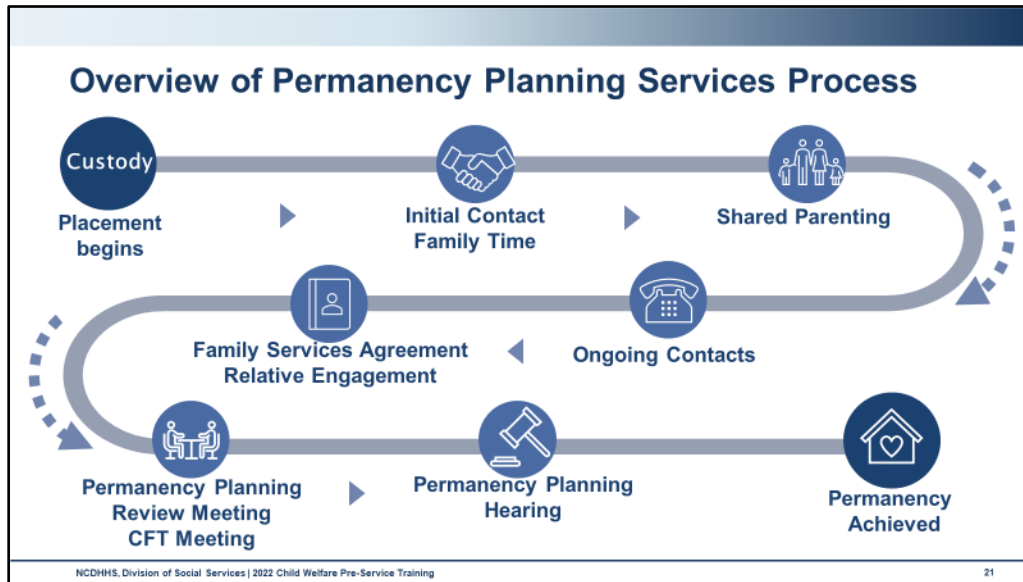 Overview of Permanency Planning Services Process
Custody
Placement
begins
Initial Contact
Family Time
Shared Parenting
Ongoing Contacts
Family Services Agreement
Relative Engagement
Permanency Planning
Review Meeting
CFT Meeting
Permanency Planning
Hearing
Permanency
Achieved
NCDHHS, Division of Social Services | 2022 Child Welfare Pre-Service Training
21